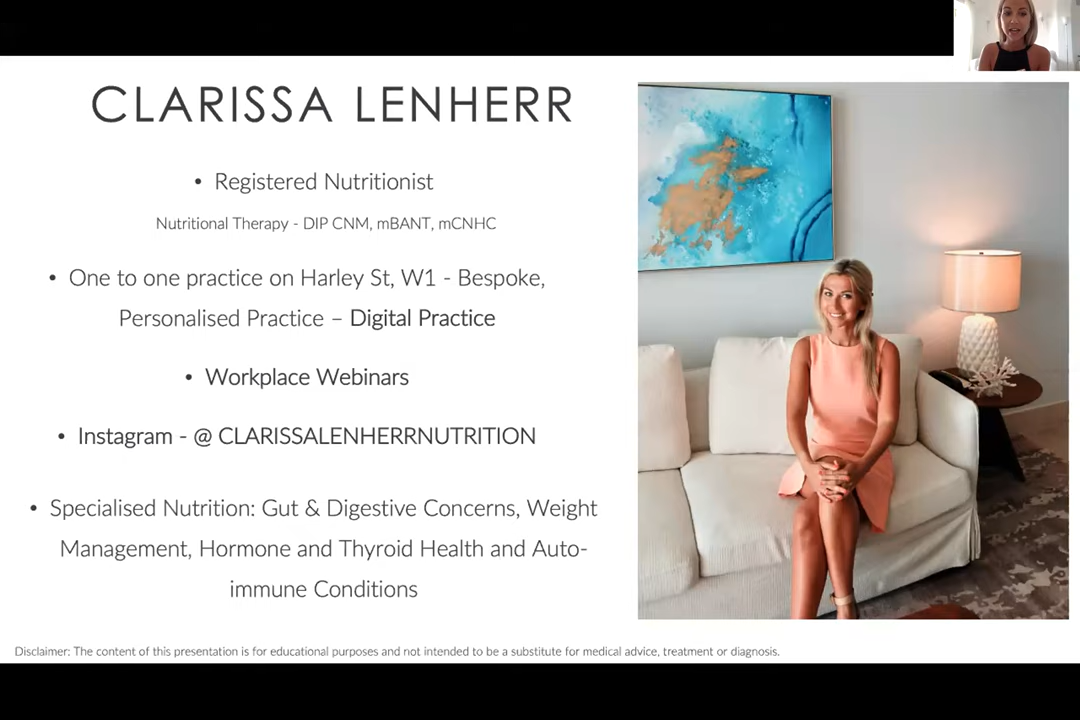 CLARISSA LENHERR
• Registered Nutritionist
Nutritional Therapy - DIP CNM, mBANT, mCNHC
• One to one practice on Harley St, W1 - Bespoke,
Personalised Practice – Digital Practice
• Workplace Webinars
• Instagram - @ CLARISSALENHERRNUTRITION
• Specialised Nutrition: Gut & Digestive Concerns, Weight
Management, Hormone and Thyroid Health and Auto-
immune Conditions
Disclaimer: The content of this presentation is for educational purposes and not intended to be a substitute for medical advice, treatment or diagnosis.